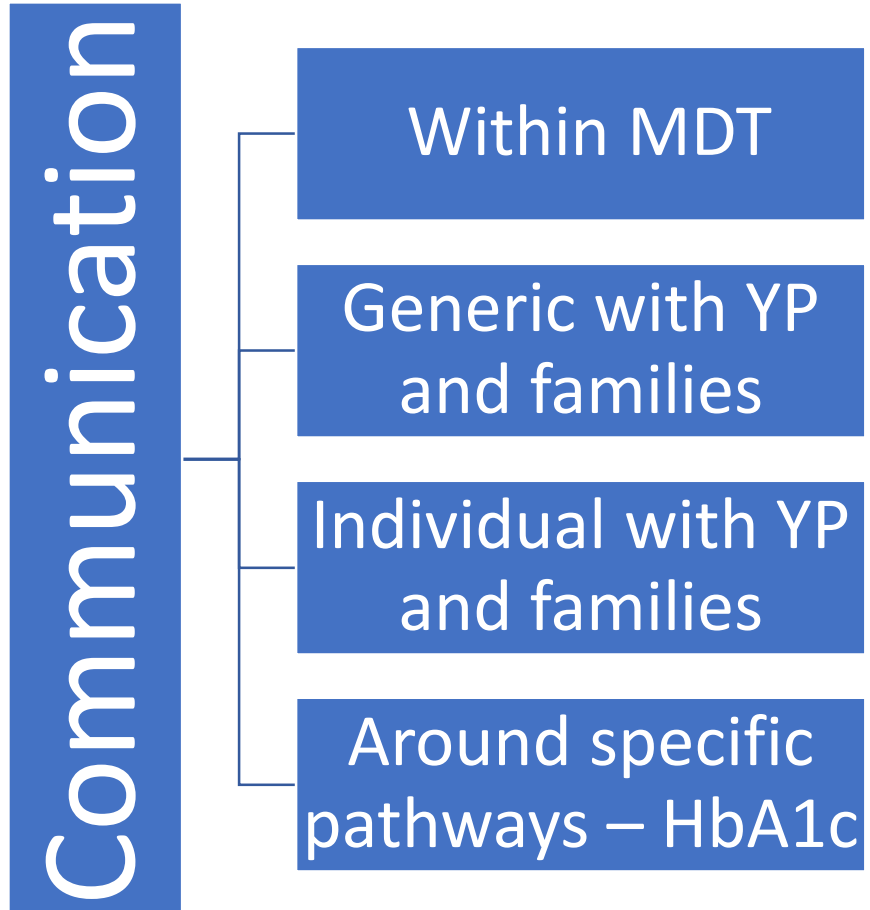 Communication
Within MDT
Generic with YP
and families
Individual with YP
and families
Around specific
pathways – HbA1c